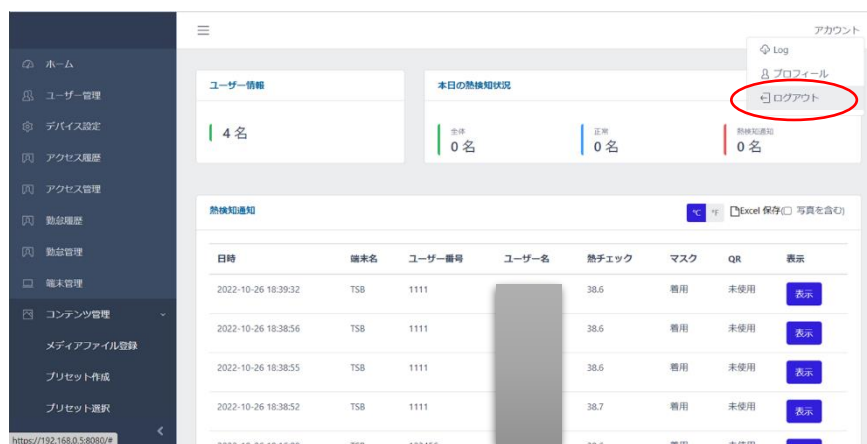 アカウント
Log
プロフィール
ログアウト
ホーム
ユーザー管理
デバイス設定
アクセス履歴
アクセス管理
勤怠履歴
勤怠管理
端末管理
コンテンツ管理
メディアファイル登録
プリセット作成
プリセット選択
https://192.168.0.5:8080/#
ユーザー情報
4 名
本日の熱検知状況
全体 正常 熱検知通知
0 名 0 名 0 名
熱検知通知 °C °F Excel 保存(□ 写真を含む)
日時 端末名 ユーザー番号 ユーザー名 熱チェック マスク QR 表示
2022-10-26 18:39:32 TSB 1111 38.6 着用 未使用 表示
2022-10-26 18:38:56 TSB 1111 38.6 着用 未使用 表示
2022-10-26 18:38:55 TSB 1111 38.6 着用 未使用 表示
2022-10-26 18:38:52 TSB 1111 38.7 着用 未使用 表示